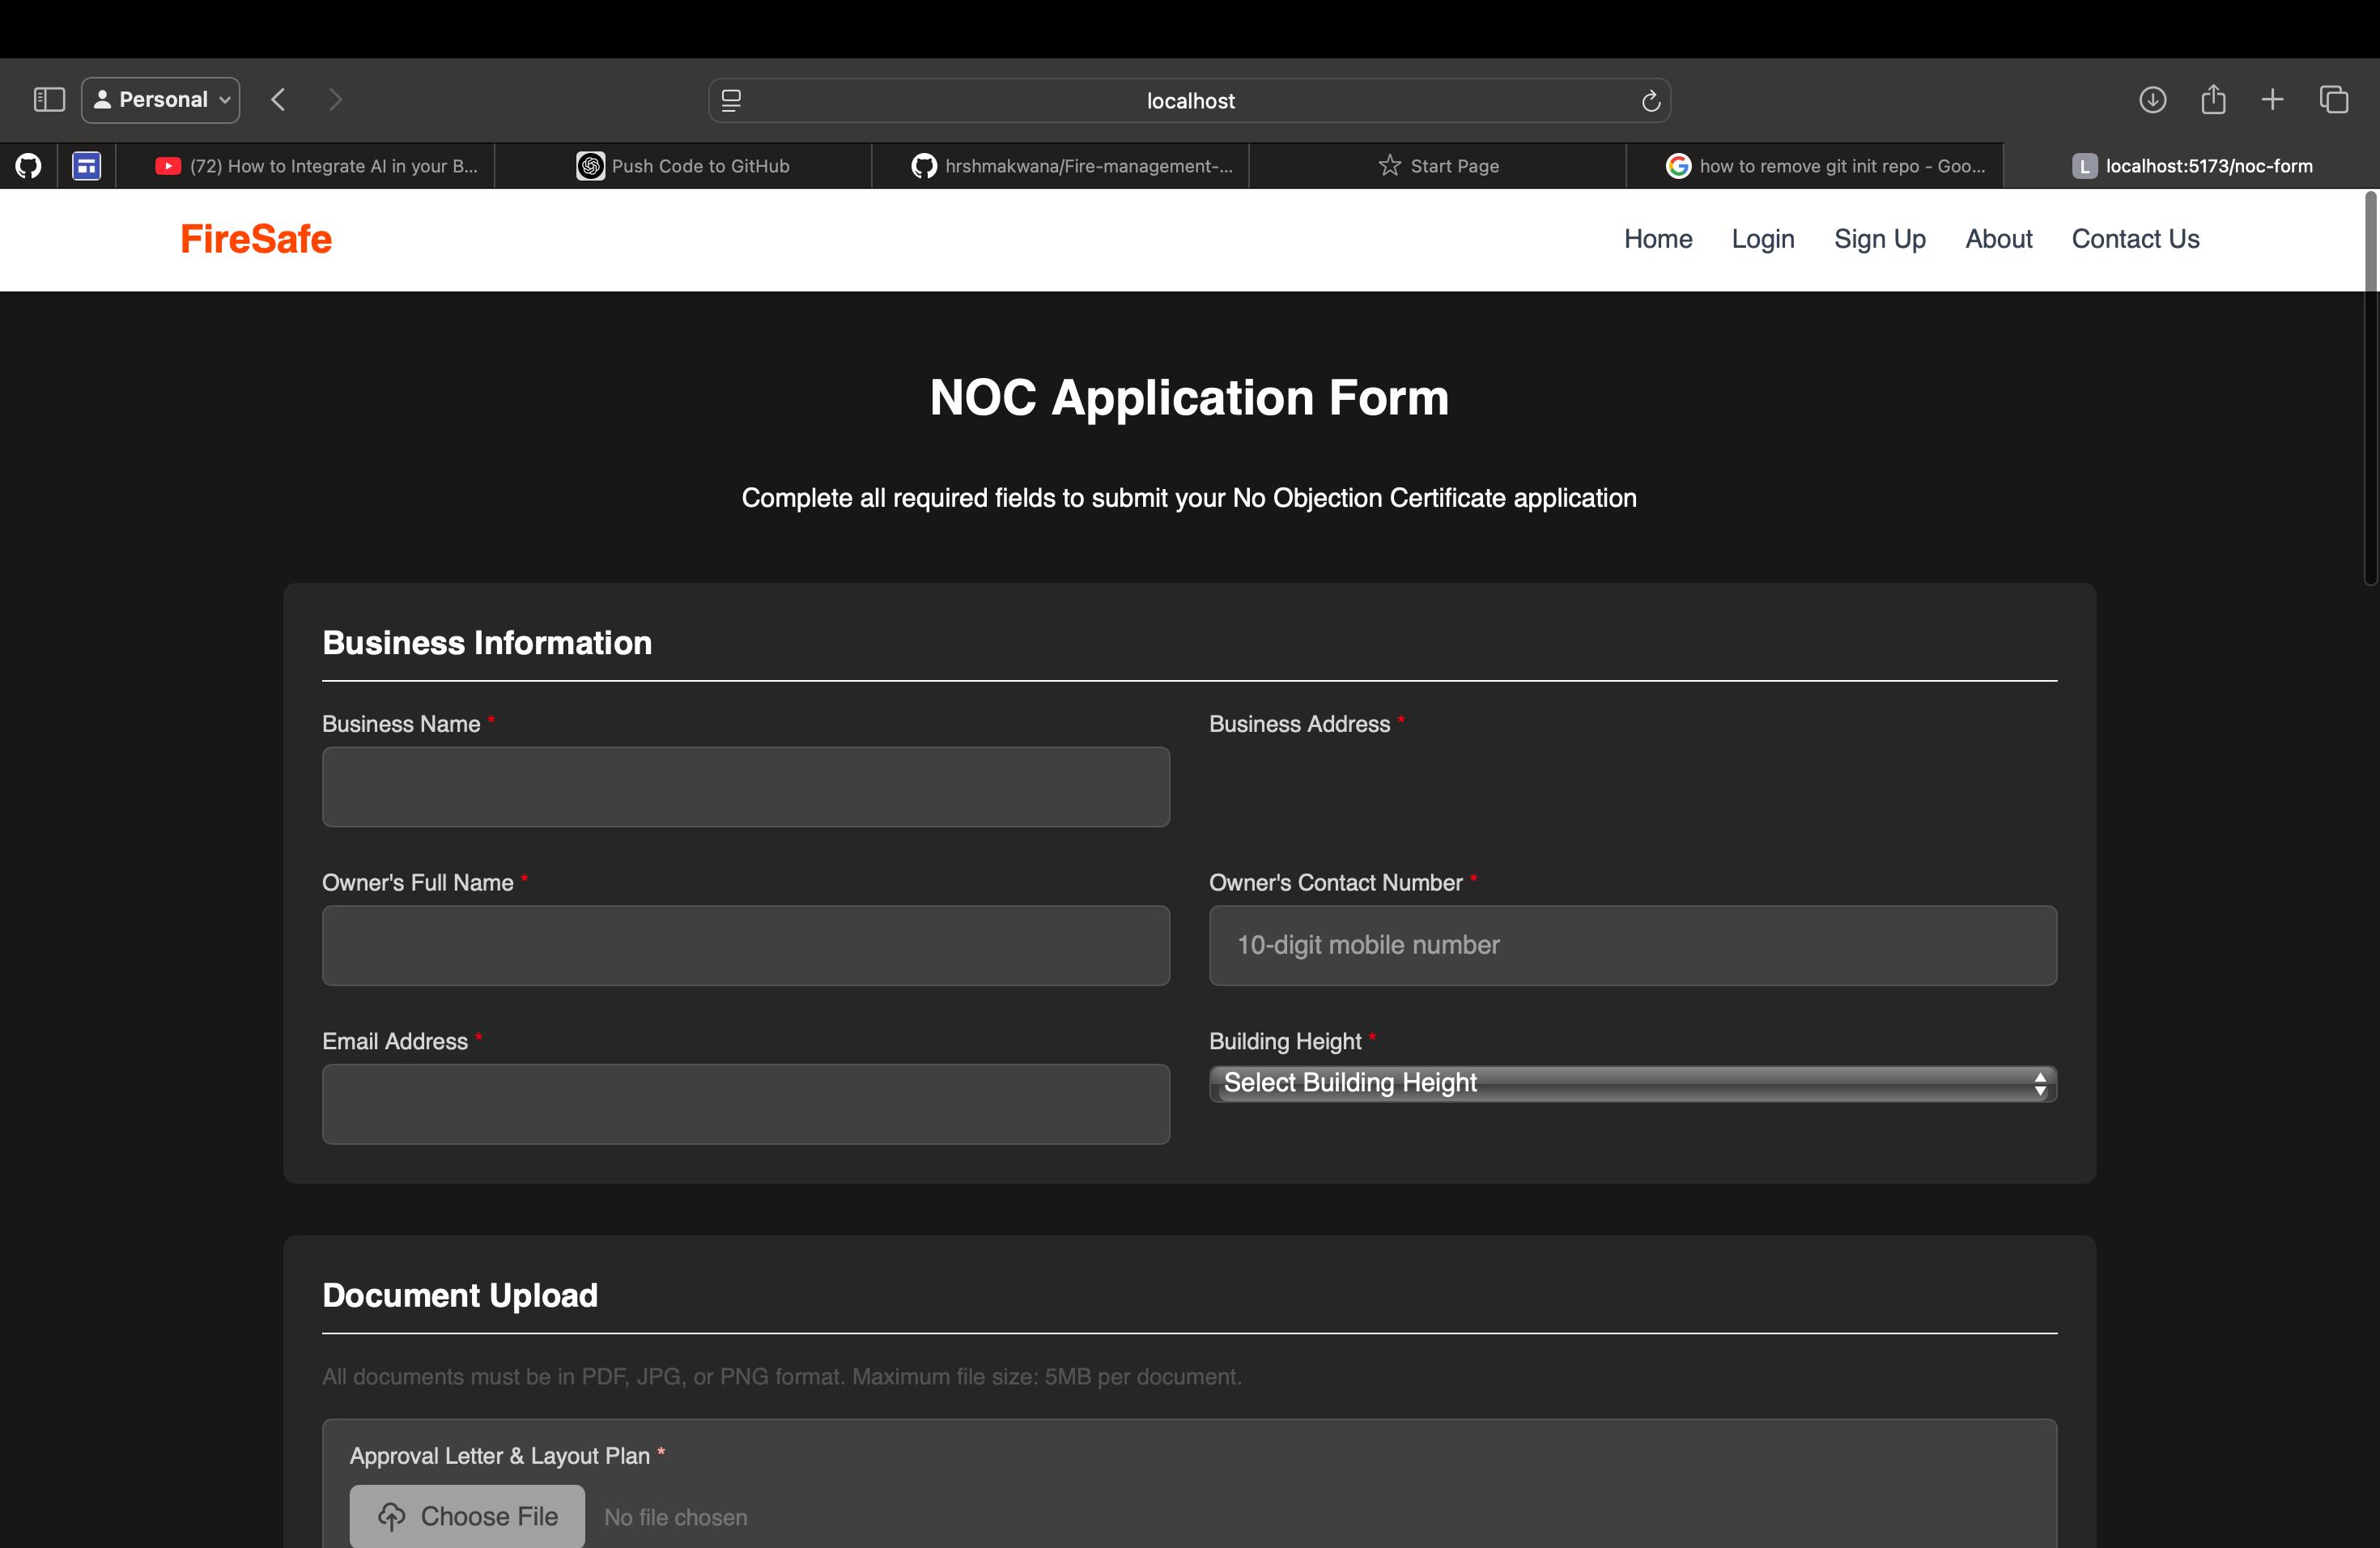 Personal
localhost
(72) How to Integrate AI in your B...
Push Code to GitHub
hrshmakwana/Fire-management-...
Start Page
how to remove git init repo - Goo...
L localhost:5173/noc-form
FireSafe
Home Login Sign Up About Contact Us
NOC Application Form
Complete all required fields to submit your No Objection Certificate application
Business Information
Business Name *
Business Address *
Owner's Full Name *
Owner's Contact Number *
10-digit mobile number
Email Address *
Building Height *
Select Building Height
Document Upload
All documents must be in PDF, JPG, or PNG format. Maximum file size: 5MB per document.
Approval Letter & Layout Plan *
Choose File No file chosen